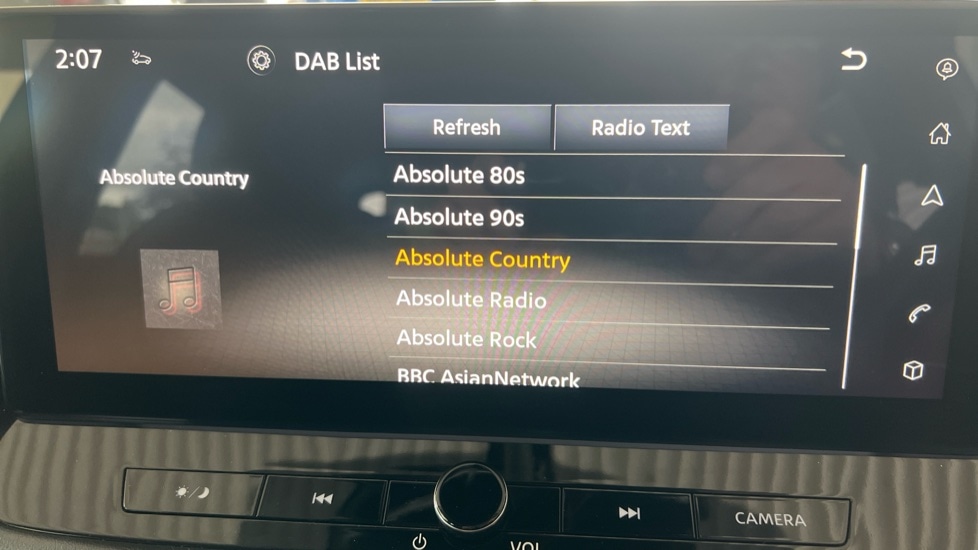 2:07
DAB List
Refresh
Radio Text
Absolute Country
Absolute 80s
Absolute 90s
Absolute Country
Absolute Radio
Absolute Rock
BBC AsianNetwork
CAMERA
VOL